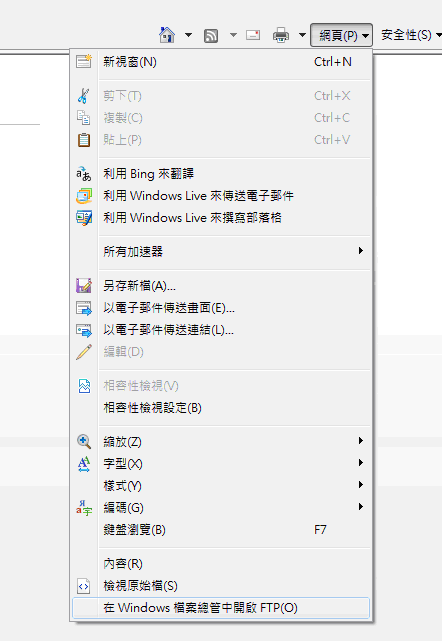 網頁(P)
安全性(S)
新視窗(N) Ctrl+N
剪下(T) Ctrl+X
複製(C) Ctrl+C
貼上(P) Ctrl+V
利用 Bing 來翻譯
利用 Windows Live 來傳送電子郵件
利用 Windows Live 來撰寫部落格
所有加速器
另存新檔(A)...
以電子郵件傳送畫面(E)...
以電子郵件傳送連結(L)...
編輯(D)
相容性檢視(V)
相容性檢視設定(B)
縮放(Z)
字型(X)
樣式(Y)
編碼(G)
鍵盤瀏覽(B) F7
內容(R)
檢視原始檔(S)
在 Windows 檔案總管中開啟 FTP(O)